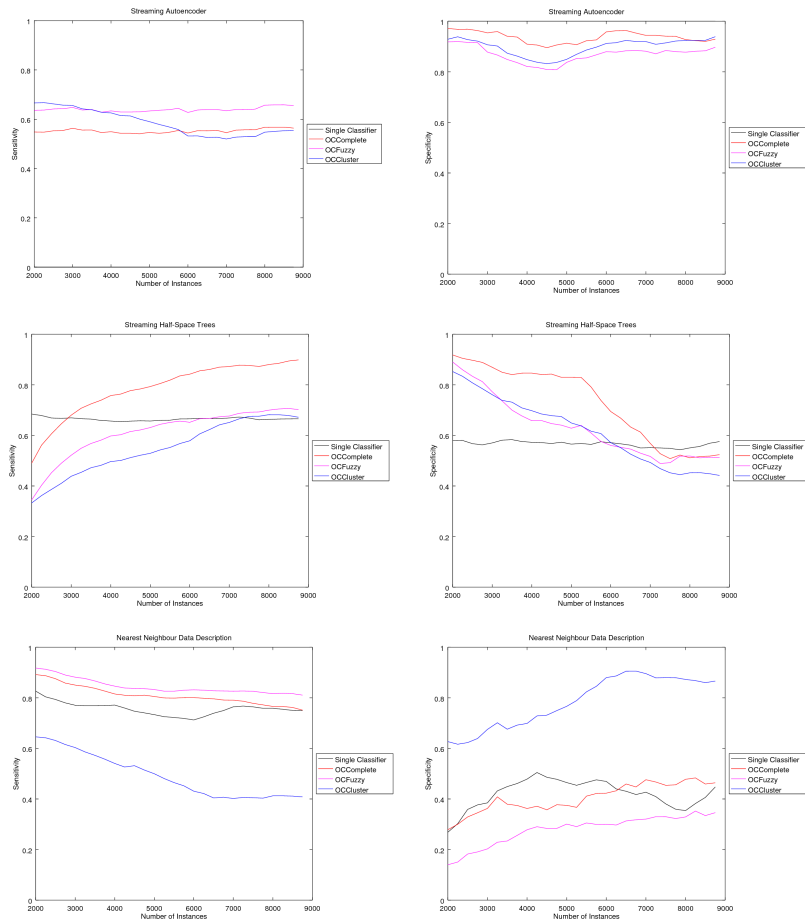 Streaming Autoencoder
1
0.8
0.6
0.4
0.2
0
2000 3000 4000 5000 6000 7000 8000 9000
Number of Instances
Sensitivity
Single Classifier
OCComplete
OCFuzzy
OCCluster
Streaming Autoencoder
1
0.8
0.6
0.4
0.2
0
2000 3000 4000 5000 6000 7000 8000 9000
Number of Instances
Specificity
Single Classifier
OCComplete
OCFuzzy
OCCluster
Streaming Half-Space Trees
1
0.8
0.6
0.4
0.2
0
2000 3000 4000 5000 6000 7000 8000 9000
Number of Instances
Sensitivity
Single Classifier
OCComplete
OCFuzzy
OCCluster
Streaming Half-Space Trees
1
0.8
0.6
0.4
0.2
0
2000 3000 4000 5000 6000 7000 8000 9000
Number of Instances
Specificity
Single Classifier
OCComplete
OCFuzzy
OCCluster
Nearest Neighbour Data Description
1
0.8
0.6
0.4
0.2
0
2000 3000 4000 5000 6000 7000 8000 9000
Number of Instances
Sensitivity
Single Classifier
OCComplete
OCFuzzy
OCCluster
Nearest Neighbour Data Description
1
0.8
0.6
0.4
0.2
0
2000 3000 4000 5000 6000 7000 8000 9000
Number of Instances
Specificity
Single Classifier
OCComplete
OCFuzzy
OCCluster